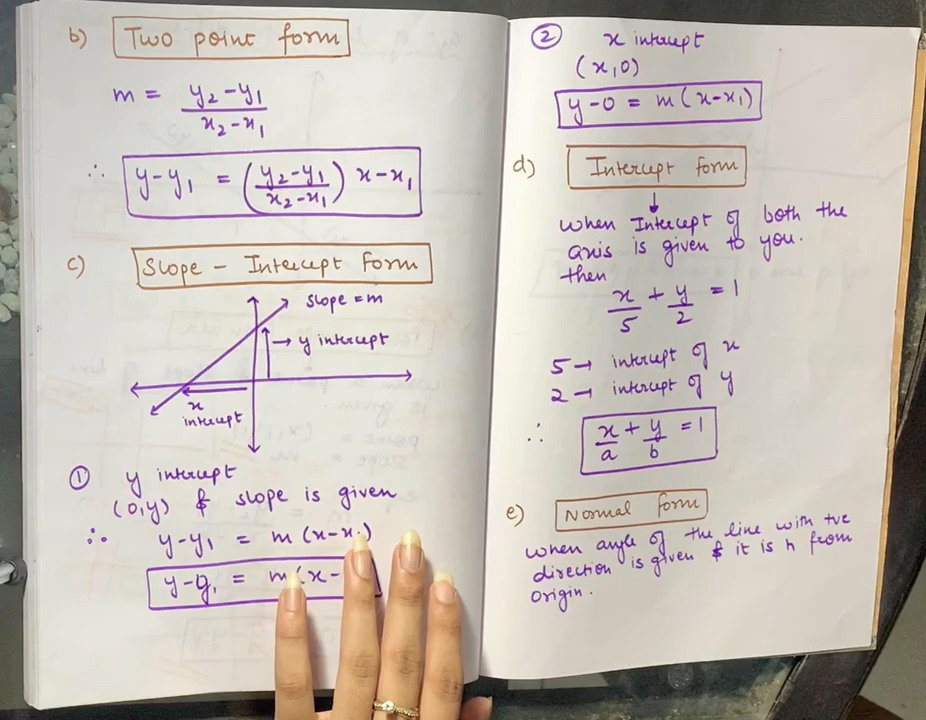 b) Two point form
m = y₂-y₁ / x₂-x₁
∴ y-y₁ = (y₂-y₁ / x₂-x₁) x-x₁
c) Slope - Intercept Form
slope = m
→ y intercept
x
intercept
① y intercept
(0,y) & slope is given
∴ y-y₁ = m (x-x₁)
y-y₁ = m(x-
② x intercept
(x,0)
y-0 = m(x-x₁)
d) Intercept form
↓
when Intercept of both the
axis is given to you.
then
x/5 + y/2 = 1
5 → intercept of x
2 → intercept of y
∴ x/a + y/b = 1
e) Normal form
when angle of the line with +ve
direction is given & it is h from
origin.